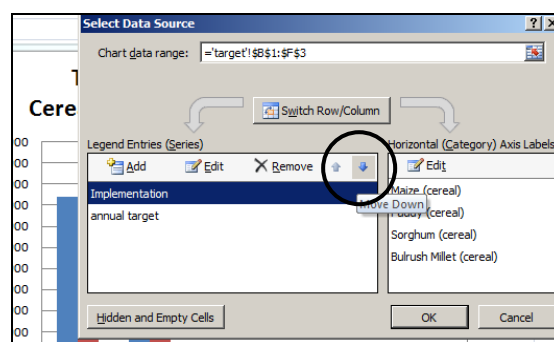 Select Data Source
Chart data range: ='target'!$B$1:$F$3
T
Cere
Switch Row/Column
Legend Entries (Series)
Horizontal (Category) Axis Labels
Add Edit Remove
Edit
Implementation
annual target
Move Down
Maize (cereal)
Paddy (cereal)
Sorghum (cereal)
Bulrush Millet (cereal)
Hidden and Empty Cells
OK Cancel
00
00
00
00
00
00
00
00
00
00